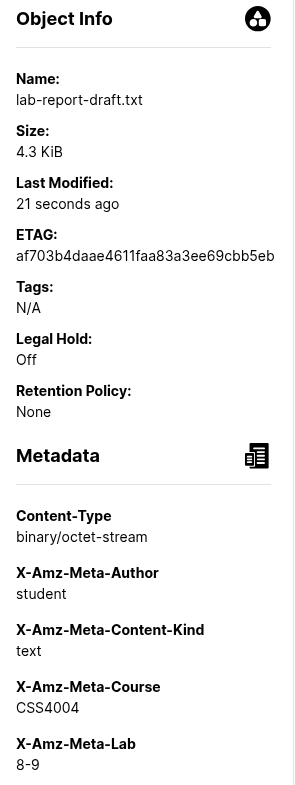 Object Info
Name:
lab-report-draft.txt
Size:
4.3 KiB
Last Modified:
21 seconds ago
ETAG:
af703b4daae4611faa83a3ee69cbb5eb
Tags:
N/A
Legal Hold:
Off
Retention Policy:
None
Metadata
Content-Type
binary/octet-stream
X-Amz-Meta-Author
student
X-Amz-Meta-Content-Kind
text
X-Amz-Meta-Course
CSS4004
X-Amz-Meta-Lab
8-9